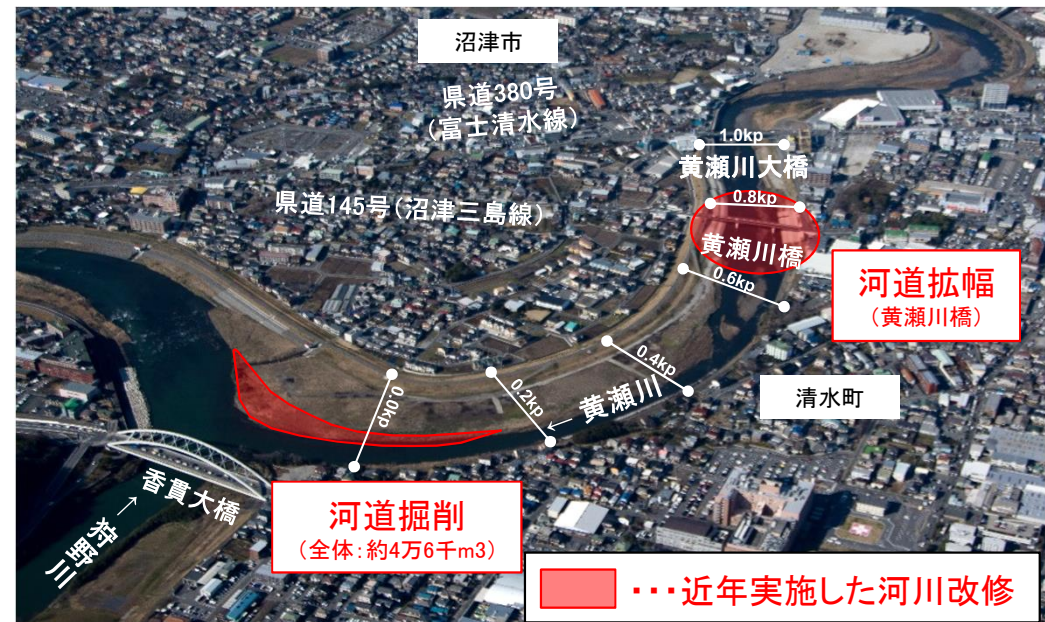 沼津市
県道380号
（富士清水線）
1.0kp
黄瀬川大橋
県道145号（沼津三島線）
0.8kp
黄瀬川橋
0.6kp
河道拡幅
（黄瀬川橋）
0.4kp
0.0kp
0.2kp
←黄瀬川
清水町
香貫大橋
狩野川→
河道掘削
（全体：約4万6千m3）
･･･近年実施した河川改修